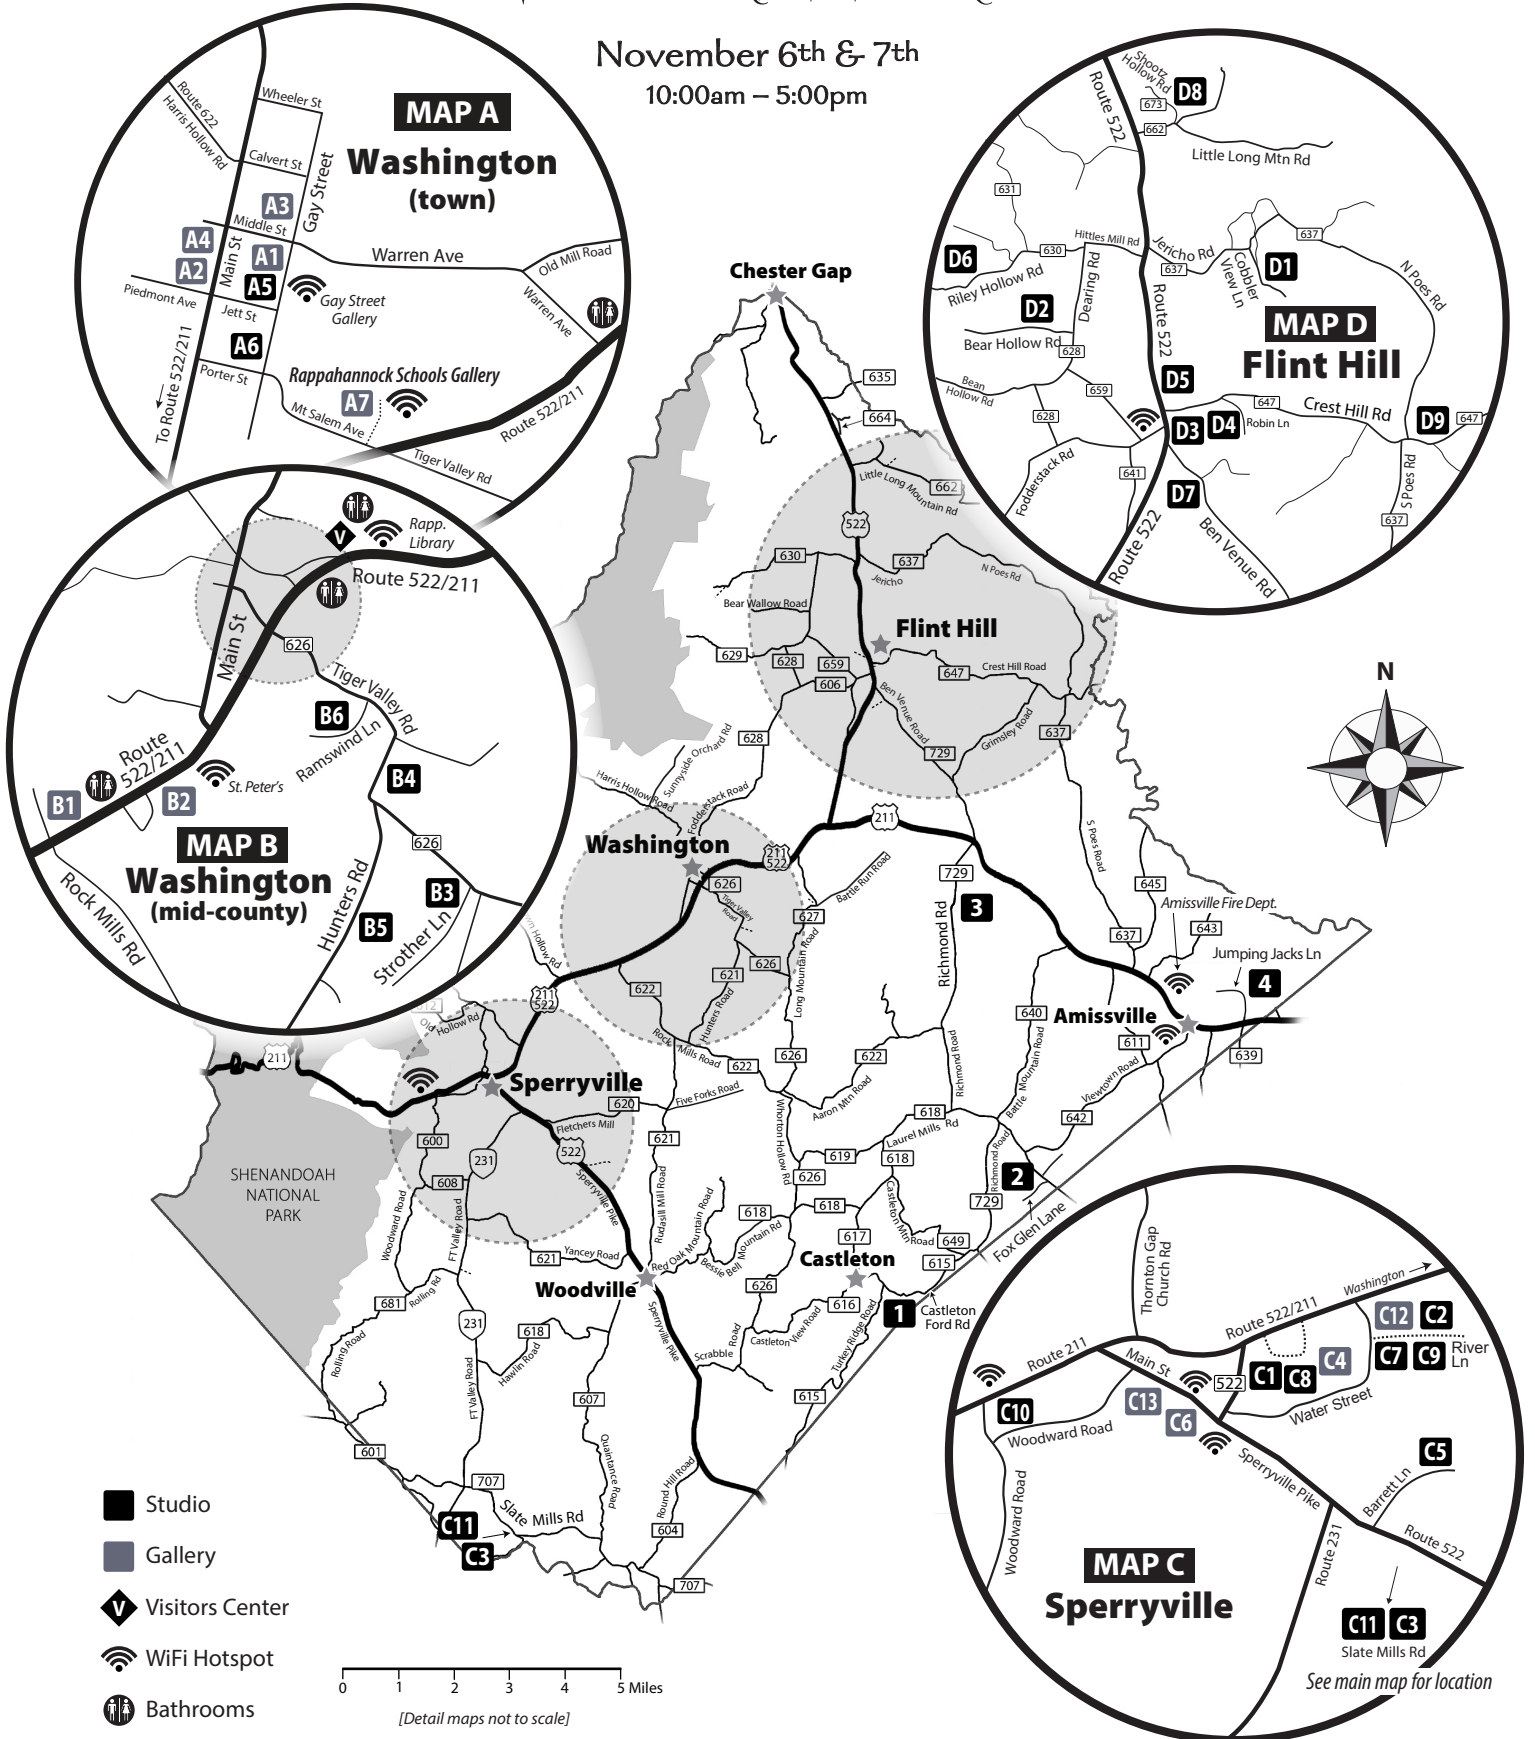 November 6th & 7th
10:00am – 5:00pm
MAP A
Washington
(town)
Wheeler St
Route 622
Harris Hollow Rd
Calvert St
Gay Street
A3
Middle St
A4
A1
A2
Main St
A5
Warren Ave
Old Mill Road
Warren Ave
Piedmont Ave
Jett St
Gay Street
Gallery
A6
Porter St
To Route 522/211
Rappahannock Schools Gallery
A7
Mt Salem Ave
Route 522/211
Tiger Valley Rd
MAP B
Washington
(mid-county)
V
Rapp.
Library
Route 522/211
Main St
626
Tiger Valley Rd
B6
Ramswind Ln
Route
522/211
St. Peter's
B1
B2
B4
626
Hunters Rd
B3
B5
Strother Ln
Rock Mills Rd
MAP D
Flint Hill
Shootz
Hollow Rd
D8
673
662
Route 522
Little Long Mtn Rd
631
Hittles Mill Rd
630
D6
Riley Hollow Rd
Jericho Rd
637
637
Cobbler
View Ln
D1
N Poes Rd
Dearing Rd
D2
Bear Hollow Rd
628
Route 522
Bean
Hollow Rd
659
D5
628
647
Crest Hill Rd
Robin Ln
D3
D4
D9
647
Fodderstack Rd
641
D7
S Poes Rd
637
Route 522
Ben Venue Rd
Chester Gap
635
664
Little Long Mountain Rd
662
522
630
637
Jericho
N Poes Rd
Bear Wallow Road
Flint Hill
629
628
659
606
647
Crest Hill Road
Ben Venue Road
729
Grimsley Road
637
628
Sunnyside Orchard Rd
Harris Hollow Road
Fodderstack Road
Washington
211
522
211
626
Tiger Valley
Road
627
Battle Run Road
729
3
S Poes Road
645
Amissville Fire Dept.
637
643
Jumping Jacks Ln
4
Richmond Rd
Long Mountain Road
622
621
626
Hunters Road
Rock Mills Road
622
626
622
640
Amissville
611
639
211
522
Old Hollow Rd
211
Sperryville
620
Five Forks Road
Fletchers Mill
Aaron Mtn Road
Richmond Road
Battle Mountain Road
Viewtown Road
642
600
231
522
621
Whorton Hollow Rd
618
Laurel Mills Rd
619
618
626
608
Sperryville Pike
Rudasill Mill Road
Richmond Road
2
729
Fox Glen Lane
SHENANDOAH
NATIONAL
PARK
Woodward Road
FT Valley Road
621
Yancey Road
Red Oak Mountain Road
618
Bessie Bell Mountain Rd
618
617
Castleton Mtn Road
649
615
Castleton
Woodville
626
616
1
Castleton
Ford Rd
681
Rolling Rd
Rolling Road
231
618
Hawlin Road
Sperryville Pike
Scrabble Road
Castleton View Road
Turkey Ridge Road
615
FT Valley Road
607
601
707
Quaintance Road
Round Hill Road
Slate Mills Rd
C11
C3
604
707
N
MAP C
Sperryville
Thornton Gap
Church Rd
Washington
Route 522/211
C12
C2
Route 211
Main St
C7
C9
River
Ln
C1
C8
C4
522
C13
C6
Water Street
C10
Woodward Road
Woodward Road
Sperryville Pike
C5
Barrett Ln
Route 522
Route 231
C11
C3
Slate Mills Rd
See main map for location
Studio
Gallery
V
Visitors Center
WiFi Hotspot
Bathrooms
0 1 2 3 4 5 Miles
[Detail maps not to scale]